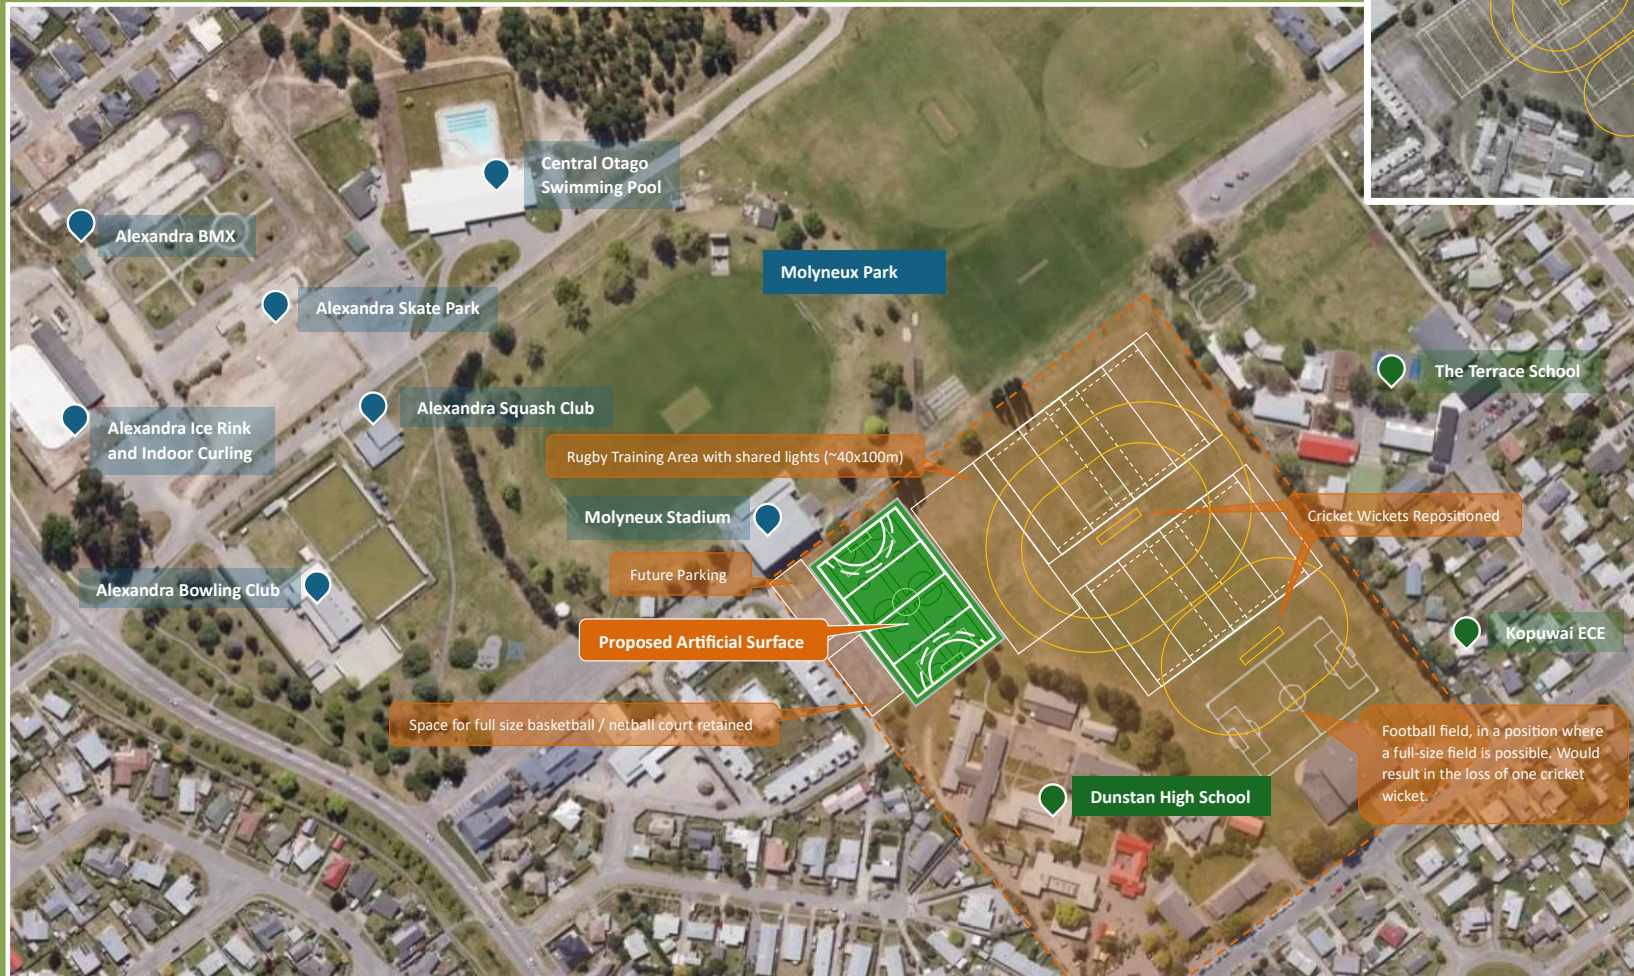 Central Otago
Swimming Pool
Alexandra BMX
Molyneux Park
Alexandra Skate Park
The Terrace School
Alexandra Squash Club
Alexandra Ice Rink
and Indoor Curling
Rugby Training Area with shared lights (~40x100m)
Molyneux Stadium
Cricket Wickets Repositioned
Future Parking
Alexandra Bowling Club
Proposed Artificial Surface
Kopuwai ECE
Space for full size basketball / netball court retained
Football field, in a position where
a full-size field is possible. Would
result in the loss of one cricket
wicket.
Dunstan High School